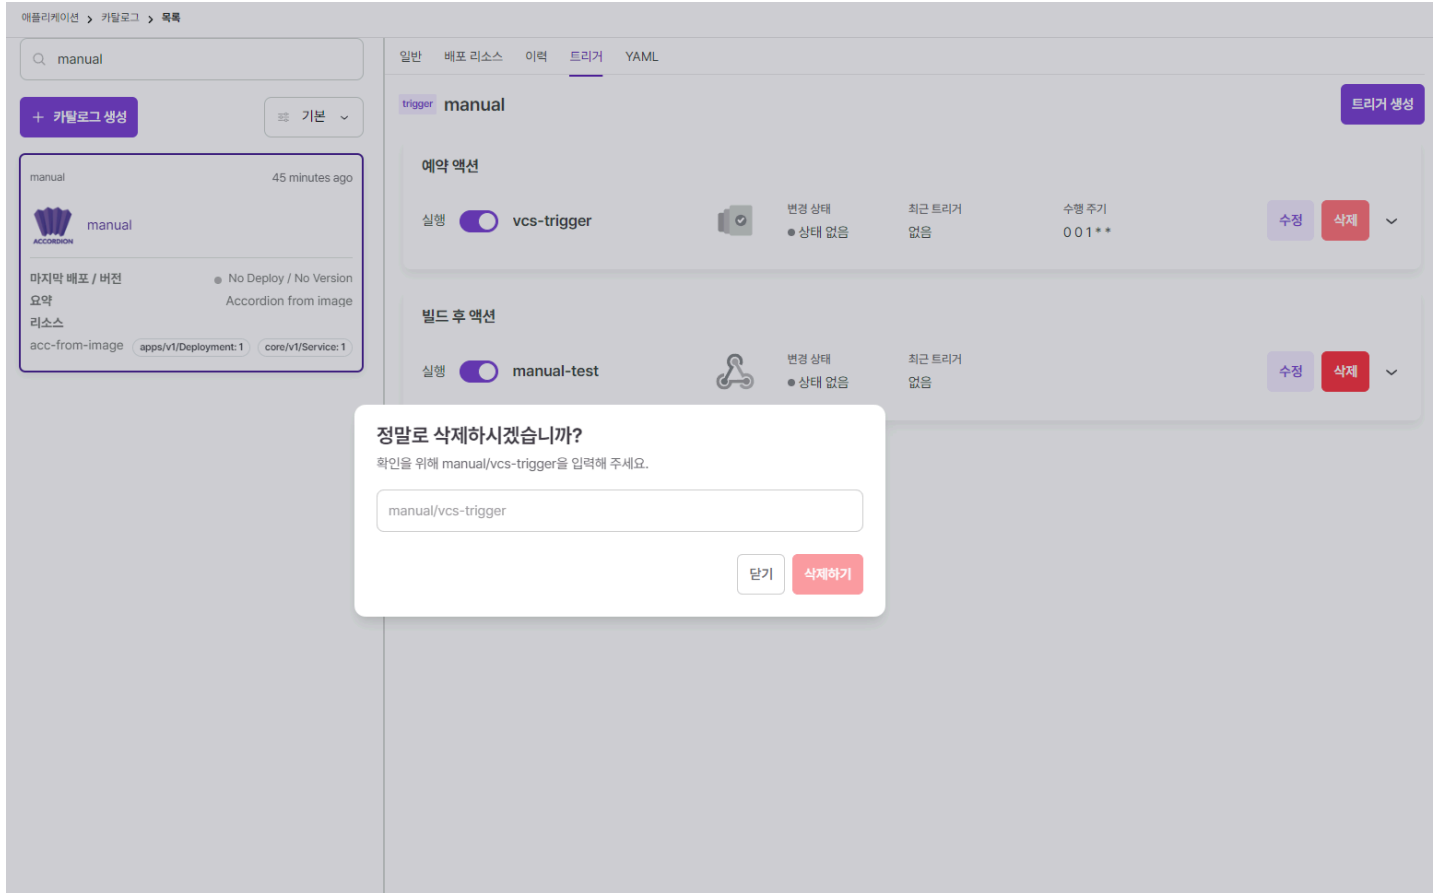 애플리케이션 > 카탈로그 > 목록
manual
+ 카탈로그 생성
기본
manual
45 minutes ago
ACCORDION
manual
마지막 배포 / 버전
No Deploy / No Version
요약
Accordion from image
리소스
acc-from-image
apps/v1/Deployment: 1
core/v1/Service: 1
일반 배포 리소스 이력 트리거 YAML
trigger manual
트리거 생성
예약 액션
실행
vcs-trigger
변경 상태
상태 없음
최근 트리거
없음
수행 주기
0 0 1 * *
수정
삭제
빌드 후 액션
실행
manual-test
변경 상태
상태 없음
최근 트리거
없음
수정
삭제
정말로 삭제하시겠습니까?
확인을 위해 manual/vcs-trigger을 입력해 주세요.
manual/vcs-trigger
닫기
삭제하기